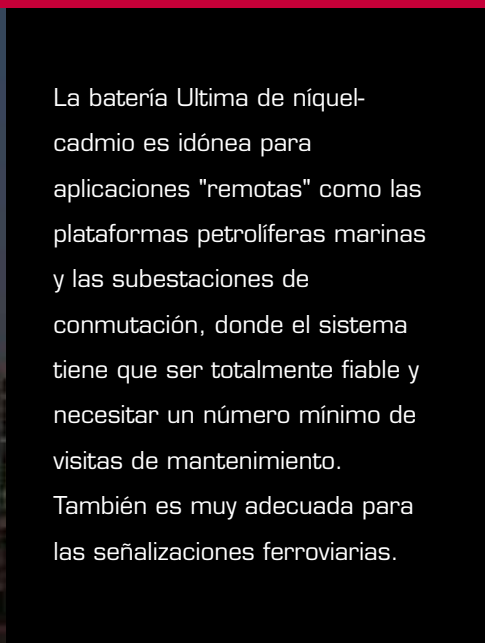 La batería Ultima de níquel-
cadmio es idónea para
aplicaciones "remotas" como las
plataformas petrolíferas marinas
y las subestaciones de
conmutación, donde el sistema
tiene que ser totalmente fiable y
necesitar un número mínimo de
visitas de mantenimiento.
También es muy adecuada para
las señalizaciones ferroviarias.